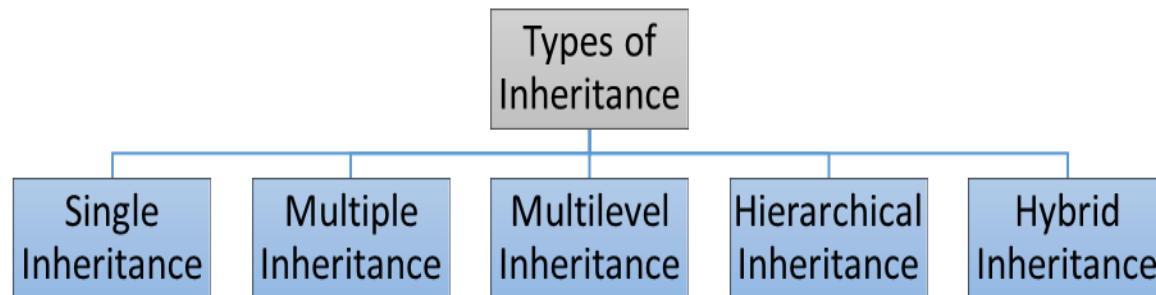 Types of
Inheritance
Single
Inheritance
Multiple
Inheritance
Multilevel
Inheritance
Hierarchical
Inheritance
Hybrid
Inheritance